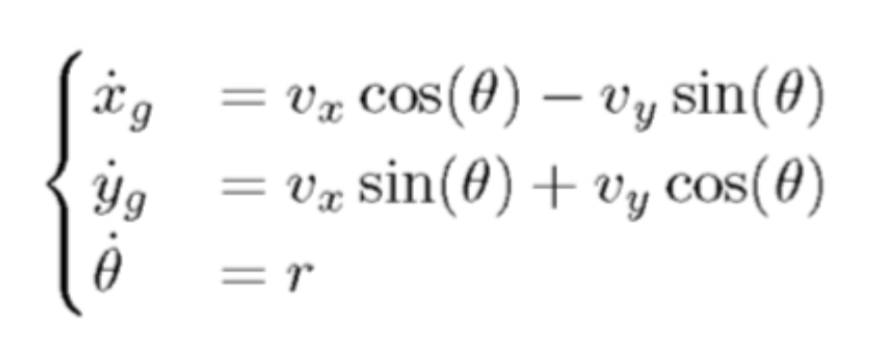 ẋ_g = v_x cos(θ) − v_y sin(θ)
ẏ_g = v_x sin(θ) + v_y cos(θ)
θ̇ = r